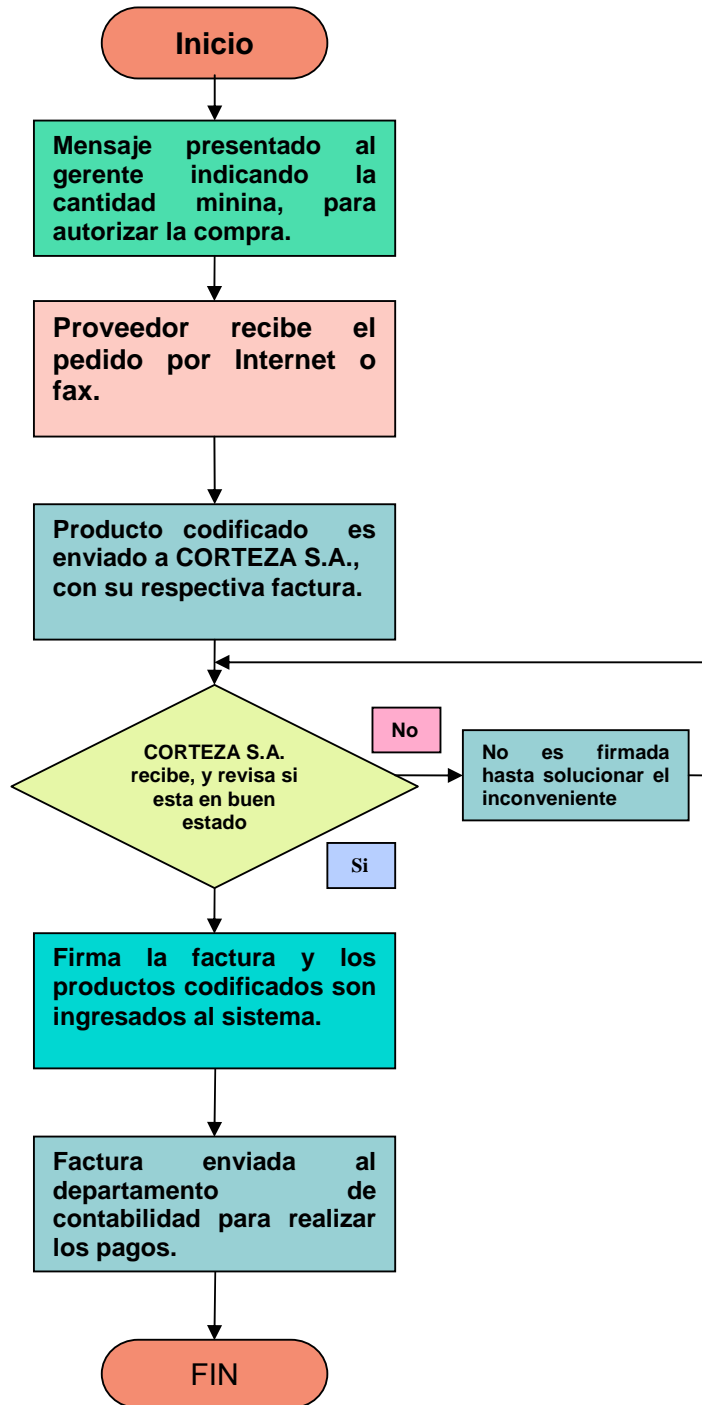 Inicio
Mensaje presentado al
gerente indicando la
cantidad minina, para
autorizar la compra.
Proveedor recibe el
pedido por Internet o
fax.
Producto codificado es
enviado a CORTEZA S.A.,
con su respectiva factura.
CORTEZA S.A.
recibe, y revisa si
esta en buen
estado
No
No es firmada
hasta solucionar el
inconveniente
Si
Firma la factura y los
productos codificados son
ingresados al sistema.
Factura enviada al
departamento de
contabilidad para realizar
los pagos.
FIN